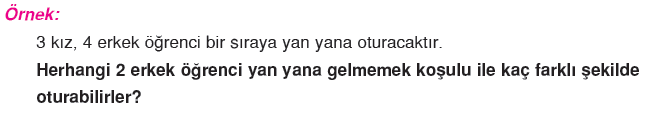 Örnek:
3 kız, 4 erkek öğrenci bir sıraya yan yana oturacaktır.
Herhangi 2 erkek öğrenci yan yana gelmemek koşulu ile kaç farklı şekilde
oturabilirler?